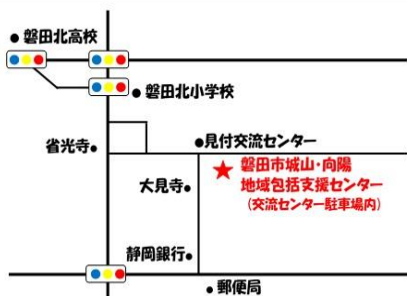 磐田北高校
磐田北小学校
省光寺
見付交流センター
磐田市城山・向陽
地域包括支援センター
(交流センター駐車場内)
大見寺
静岡銀行
郵便局